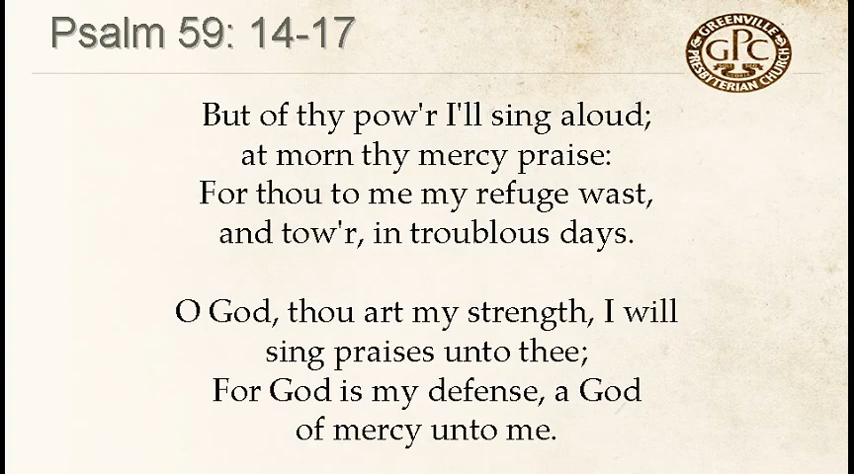 Psalm 59: 14-17
GREENVILLE
GPC
PRESBYTERIAN CHURCH
But of thy pow'r I'll sing aloud;
at morn thy mercy praise:
For thou to me my refuge wast,
and tow'r, in troublous days.
O God, thou art my strength, I will
sing praises unto thee;
For God is my defense, a God
of mercy unto me.